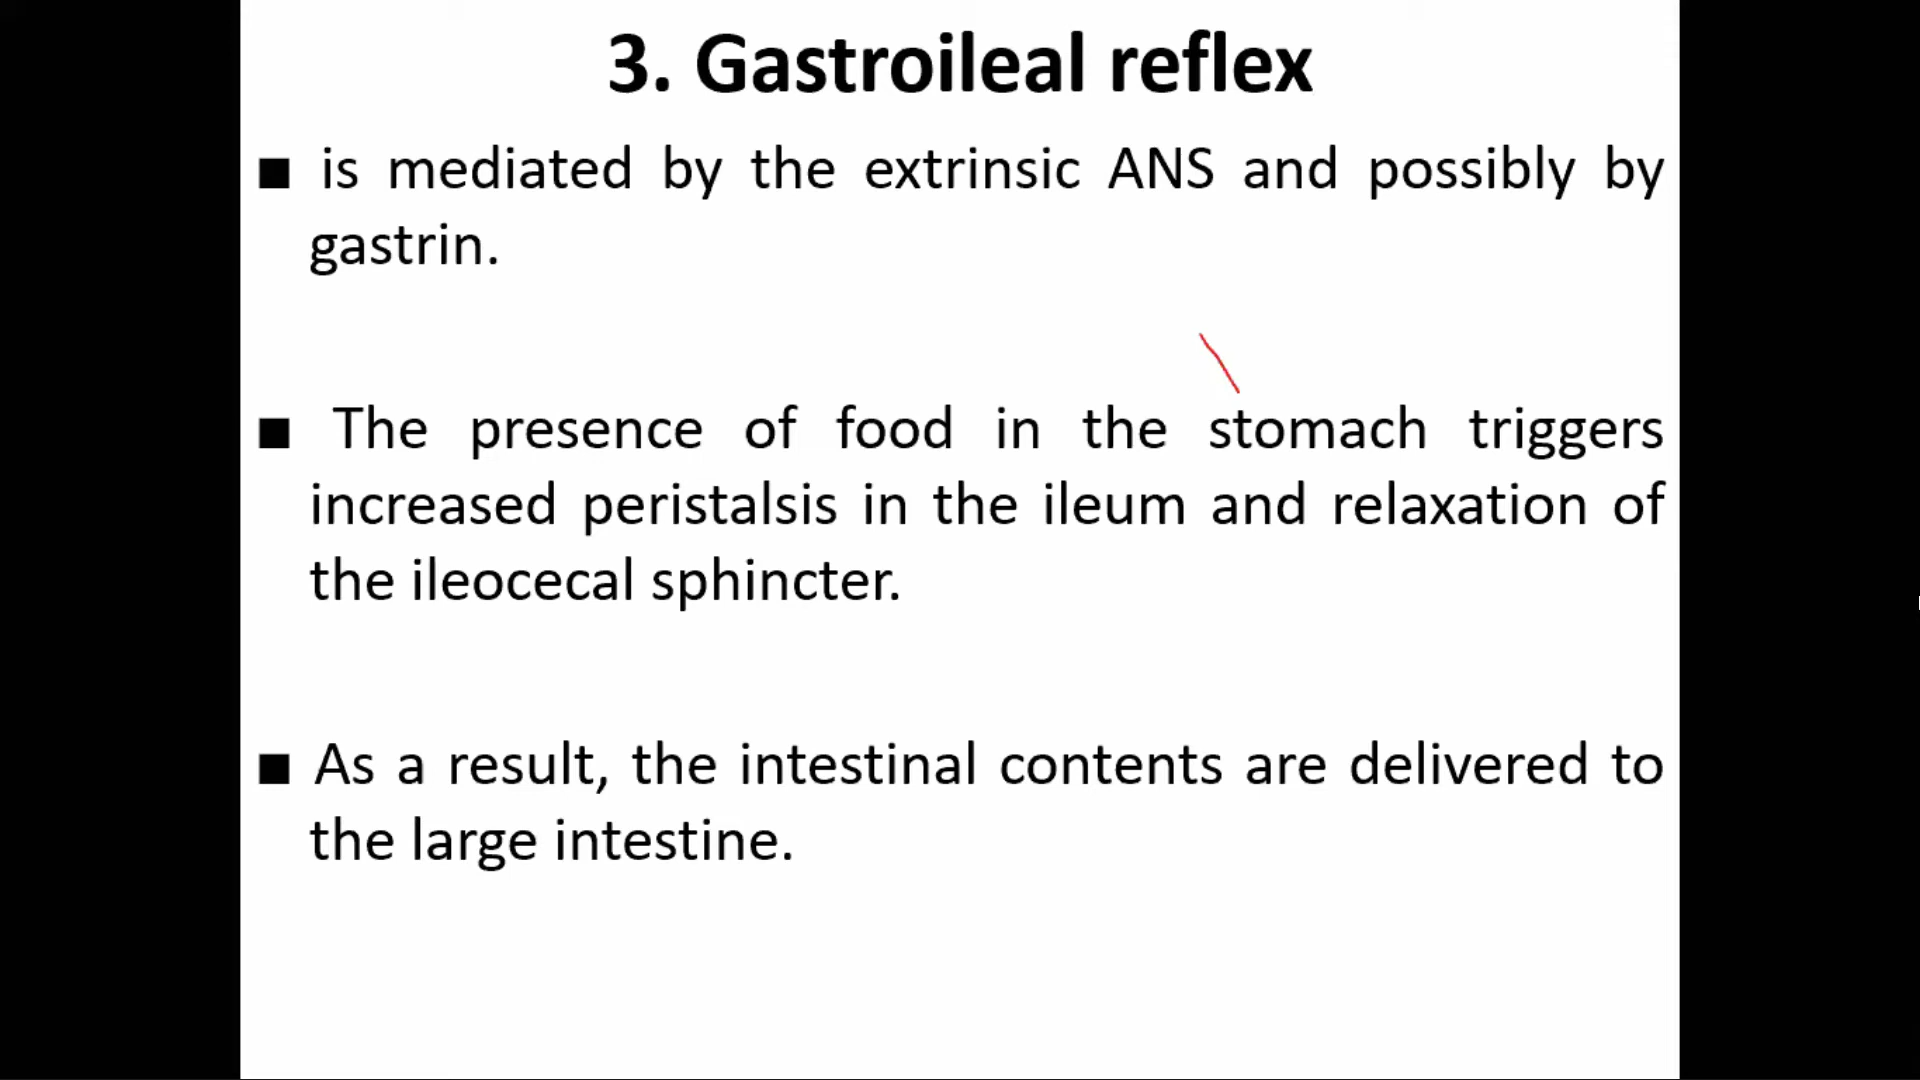 3. Gastroileal reflex
■ is mediated by the extrinsic ANS and possibly by
gastrin.
■ The presence of food in the stomach triggers
increased peristalsis in the ileum and relaxation of
the ileocecal sphincter.
■ As a result, the intestinal contents are delivered to
the large intestine.